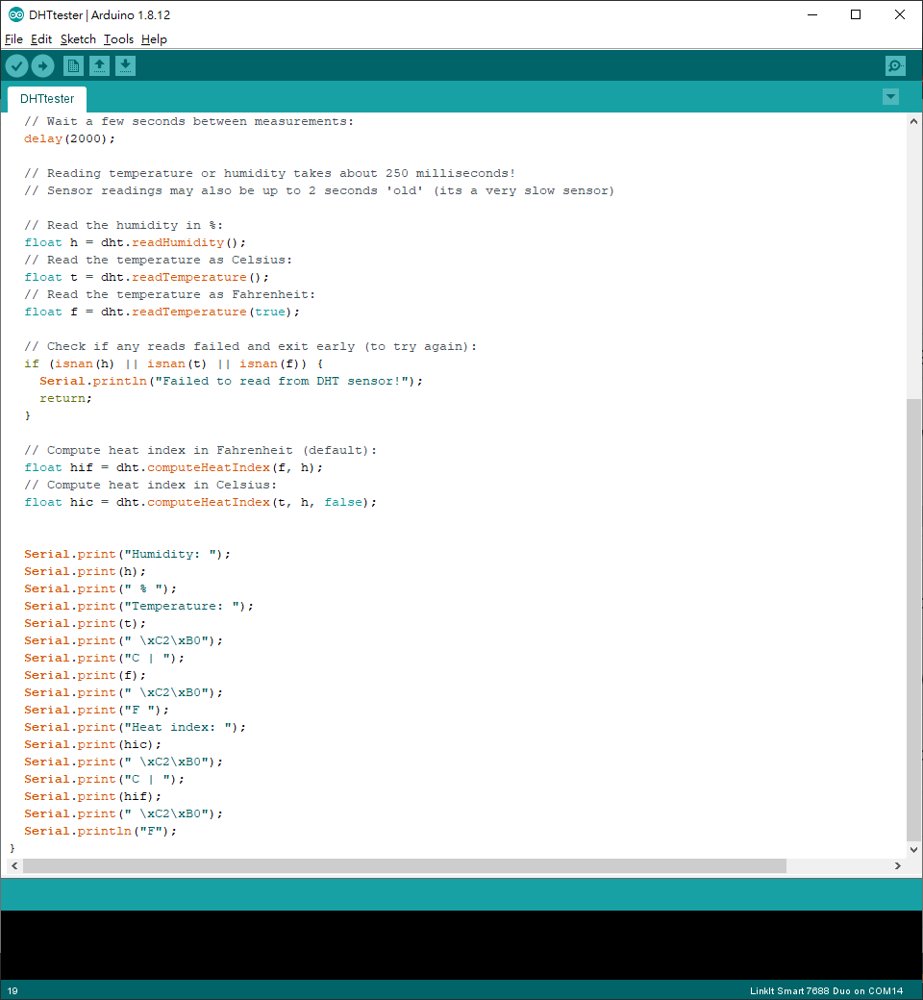 DHTtester | Arduino 1.8.12
File Edit Sketch Tools Help
DHTtester
// Wait a few seconds between measurements:
delay(2000);
// Reading temperature or humidity takes about 250 milliseconds!
// Sensor readings may also be up to 2 seconds 'old' (its a very slow sensor)
// Read the humidity in %:
float h = dht.readHumidity();
// Read the temperature as Celsius:
float t = dht.readTemperature();
// Read the temperature as Fahrenheit:
float f = dht.readTemperature(true);
// Check if any reads failed and exit early (to try again):
if (isnan(h) || isnan(t) || isnan(f)) {
Serial.println("Failed to read from DHT sensor!");
return;
}
// Compute heat index in Fahrenheit (default):
float hif = dht.computeHeatIndex(f, h);
// Compute heat index in Celsius:
float hic = dht.computeHeatIndex(t, h, false);
Serial.print("Humidity: ");
Serial.print(h);
Serial.print(" % ");
Serial.print("Temperature: ");
Serial.print(t);
Serial.print(" \xC2\xB0");
Serial.print("C | ");
Serial.print(f);
Serial.print(" \xC2\xB0");
Serial.print("F ");
Serial.print("Heat index: ");
Serial.print(hic);
Serial.print(" \xC2\xB0");
Serial.print("C | ");
Serial.print(hif);
Serial.print(" \xC2\xB0");
Serial.println("F");
}
19
LinkIt Smart 7688 Duo on COM14